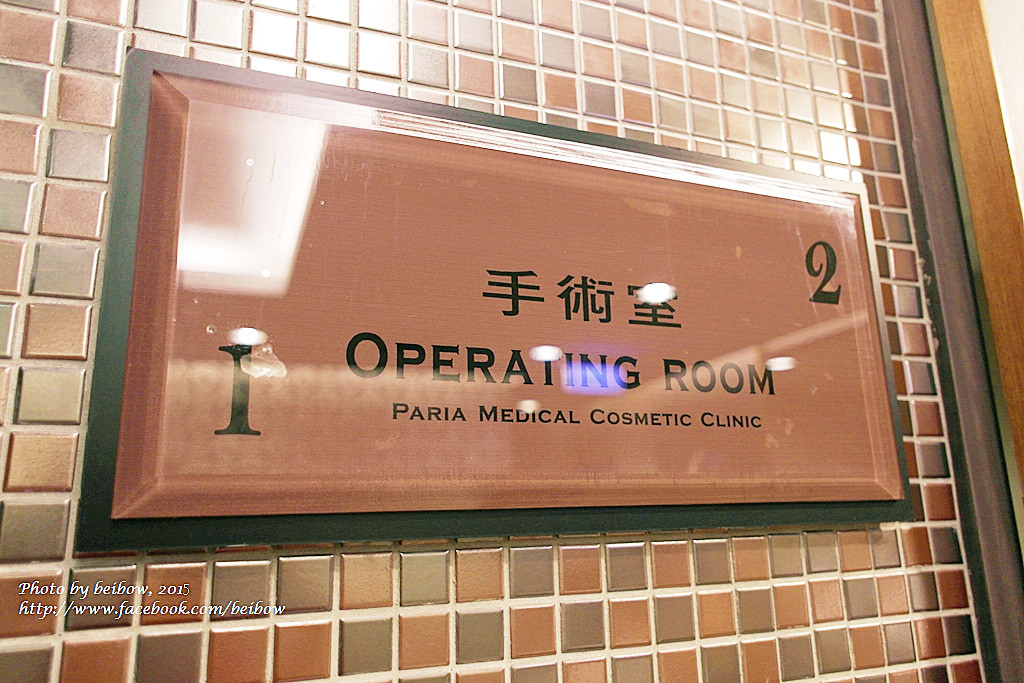 手術室
2
1
OPERATING ROOM
PARIA MEDICAL COSMETIC CLINIC
Photo by beibow, 2015
http://www.facebook.com/beibow